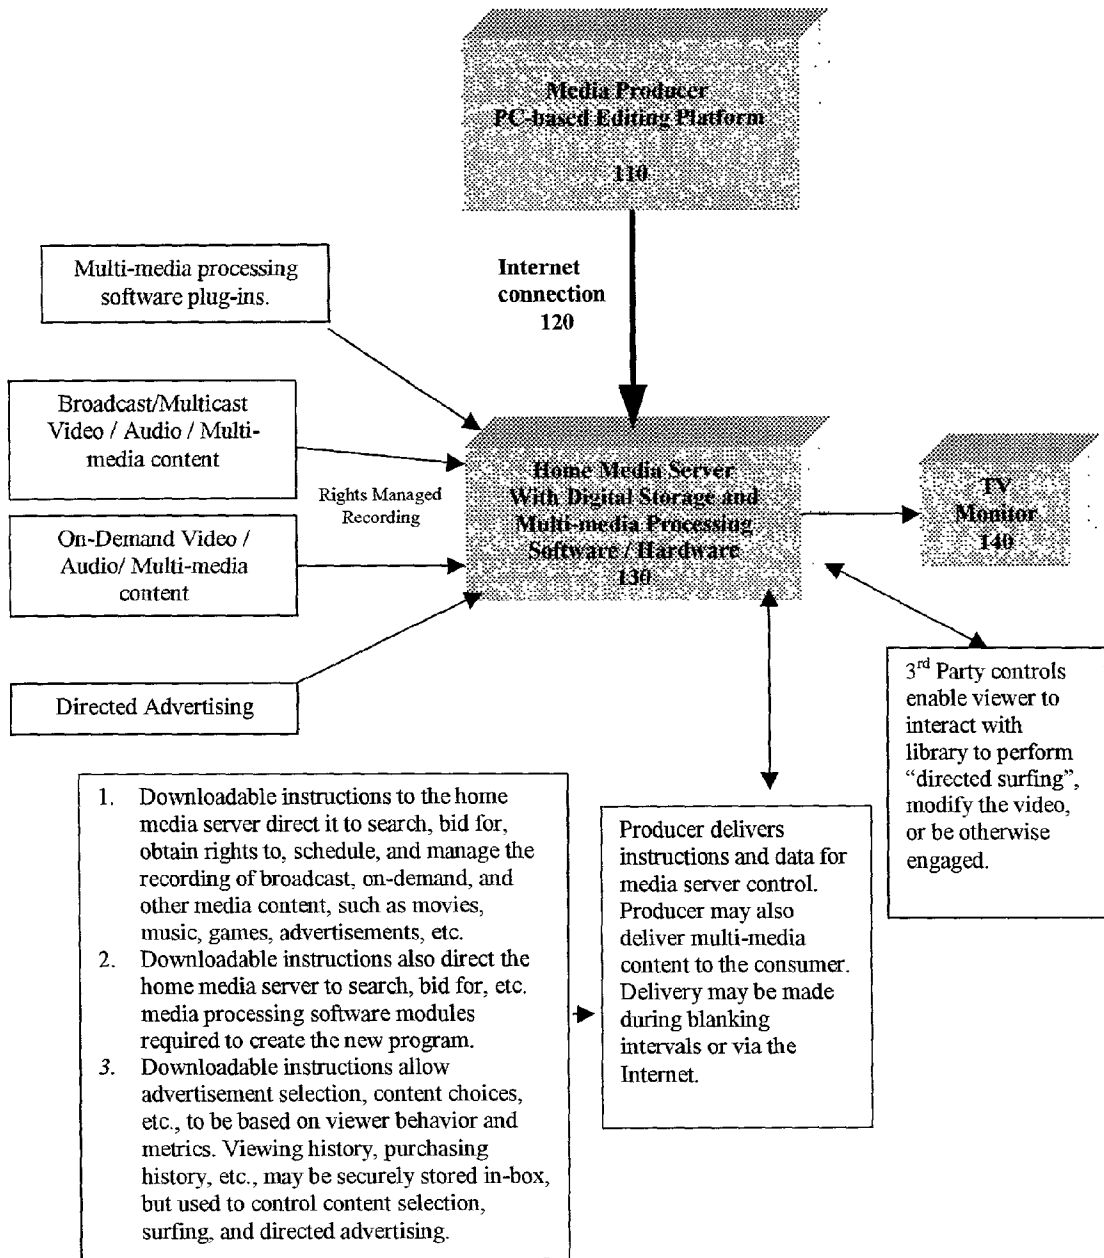 Media Producer
PC-based Editing Platform
110
Internet
connection
120
Multi-media processing
software plug-ins.
Broadcast/Multicast
Video / Audio / Multi-
media content
Rights Managed
Recording
On-Demand Video /
Audio/ Multi-media
content
Directed Advertising
Home Media Server
With Digital Storage and
Multi-media Processing
Software / Hardware
130
TV
Monitor
140
3rd Party controls
enable viewer to
interact with
library to perform
“directed surfing”,
modify the video,
or be otherwise
engaged.
1. Downloadable instructions to the home
media server direct it to search, bid for,
obtain rights to, schedule, and manage the
recording of broadcast, on-demand, and
other media content, such as movies,
music, games, advertisements, etc.
2. Downloadable instructions also direct the
home media server to search, bid for, etc.
media processing software modules
required to create the new program.
3. Downloadable instructions allow
advertisement selection, content choices,
etc., to be based on viewer behavior and
metrics. Viewing history, purchasing
history, etc., may be securely stored in-box,
but used to control content selection,
surfing, and directed advertising.
Producer delivers
instructions and data for
media server control.
Producer may also
deliver multi-media
content to the consumer.
Delivery may be made
during blanking
intervals or via the
Internet.